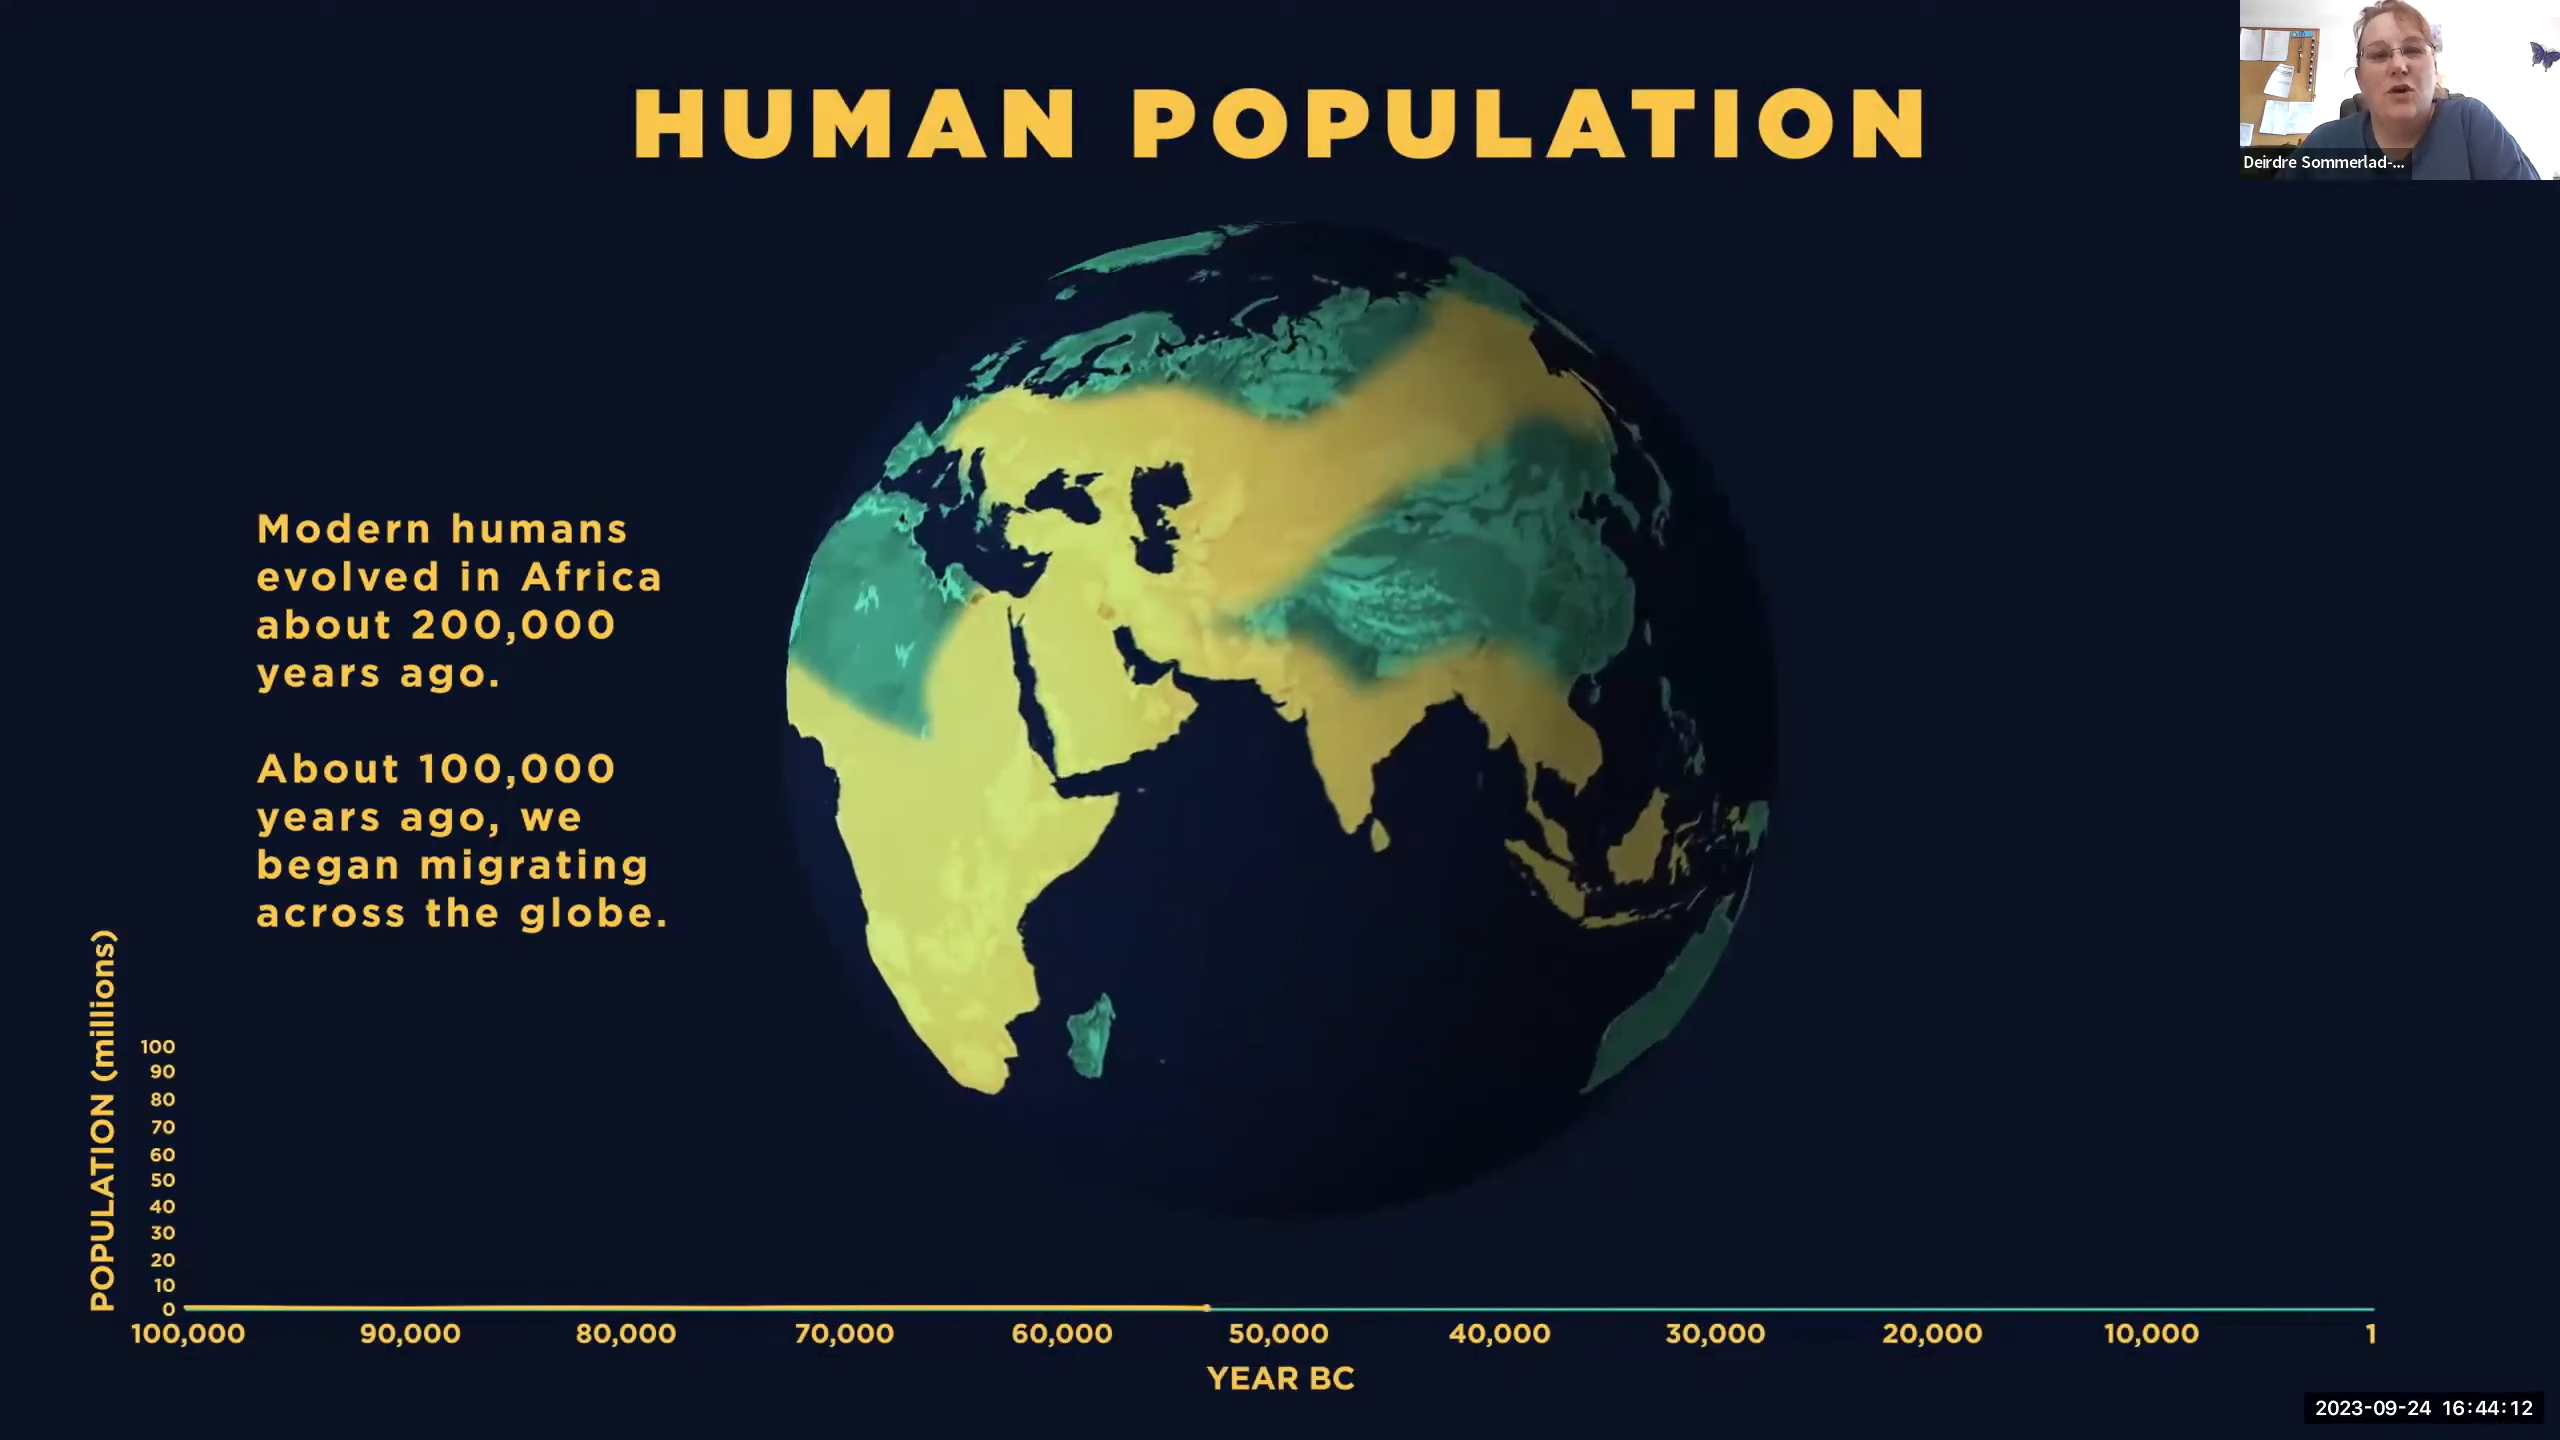 HUMAN POPULATION
Deirdre Sommerlad-...
Modern humans
evolved in Africa
about 200,000
years ago.
About 100,000
years ago, we
began migrating
across the globe.
POPULATION (millions)
100
90
80
70
60
50
40
30
20
10
0
100,000 90,000 80,000 70,000 60,000 50,000 40,000 30,000 20,000 10,000 1
YEAR BC
2023-09-24 16:44:12